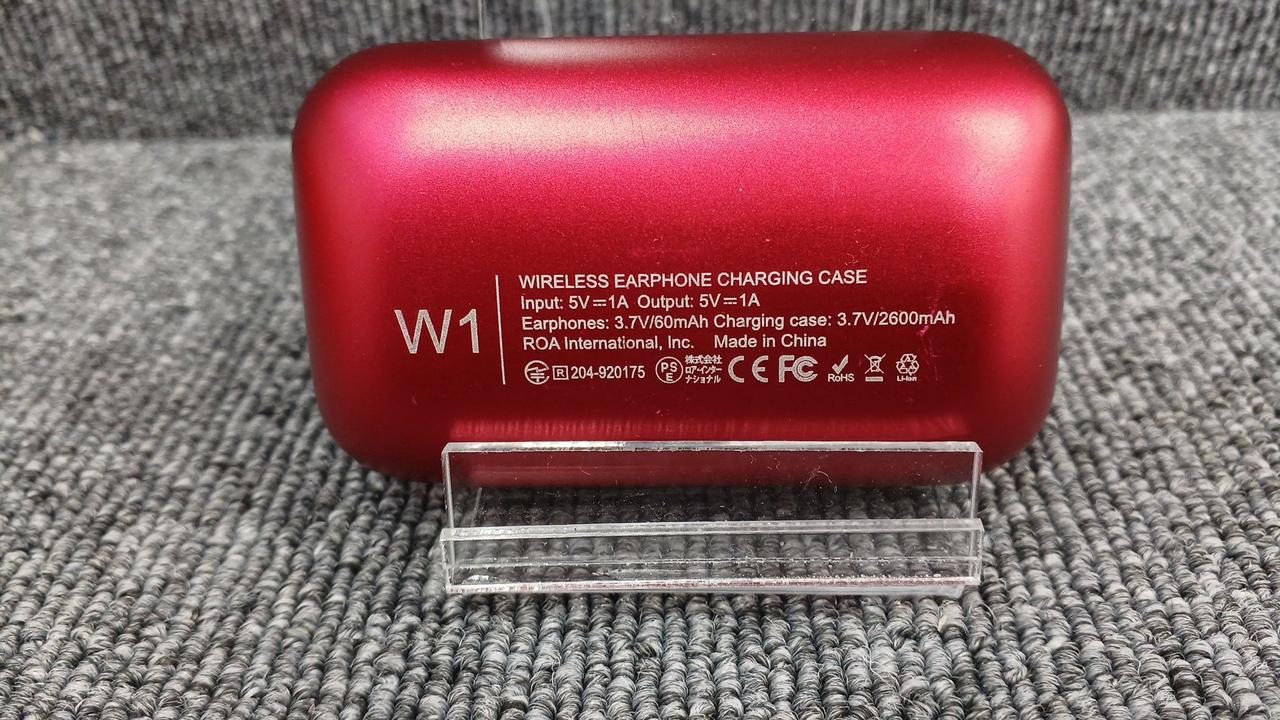 W1
WIRELESS EARPHONE CHARGING CASE
Input: 5V⎓1A Output: 5V⎓1A
Earphones: 3.7V/60mAh Charging case: 3.7V/2600mAh
ROA International, Inc. Made in China
R 204-920175 PSE 株式会社ロア・インターナショナル CE FC RoHS Li-ion